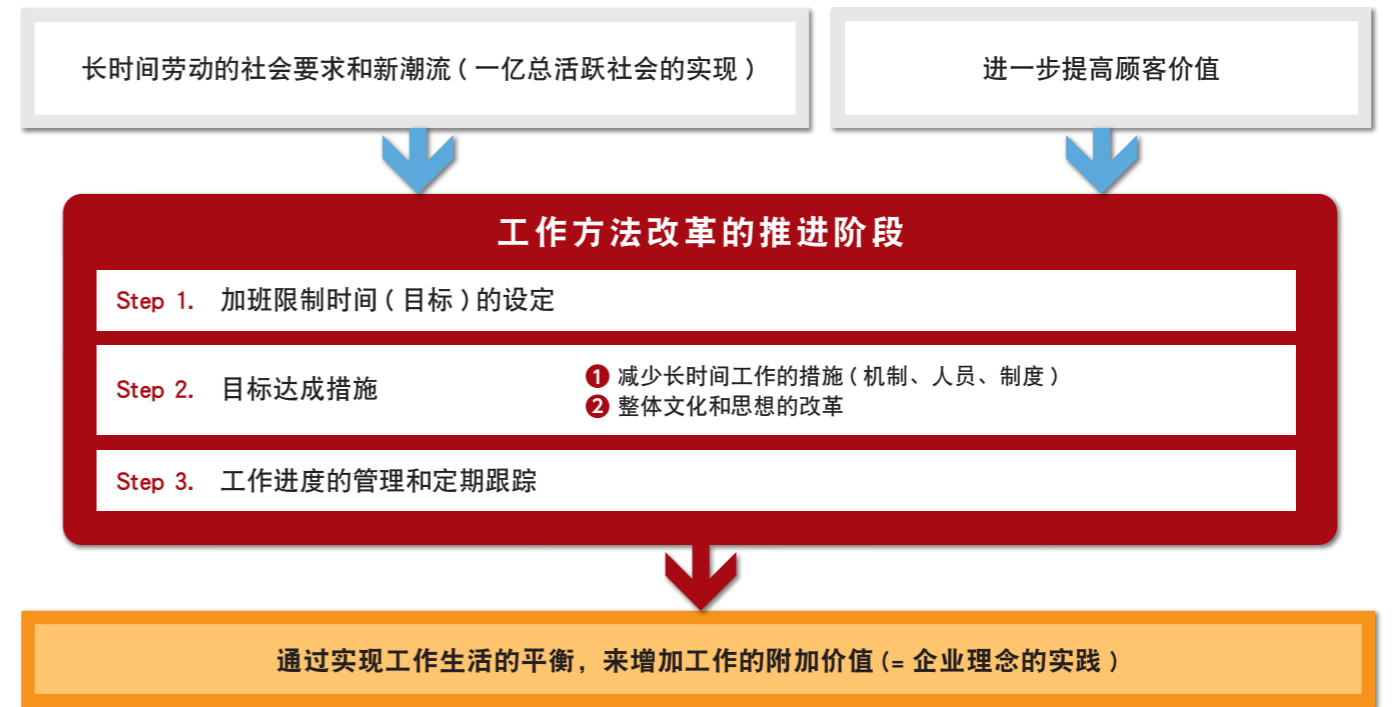 长时间劳动的社会要求和新潮流(一亿总活跃社会的实现)
进一步提高顾客价值
工作方法改革的推进阶段
Step 1. 加班限制时间(目标)的设定
Step 2. 目标达成措施
❶ 减少长时间工作的措施(机制、人员、制度)
❷ 整体文化和思想的改革
Step 3. 工作进度的管理和定期跟踪
通过实现工作生活的平衡，来增加工作的附加价值(= 企业理念的实践)